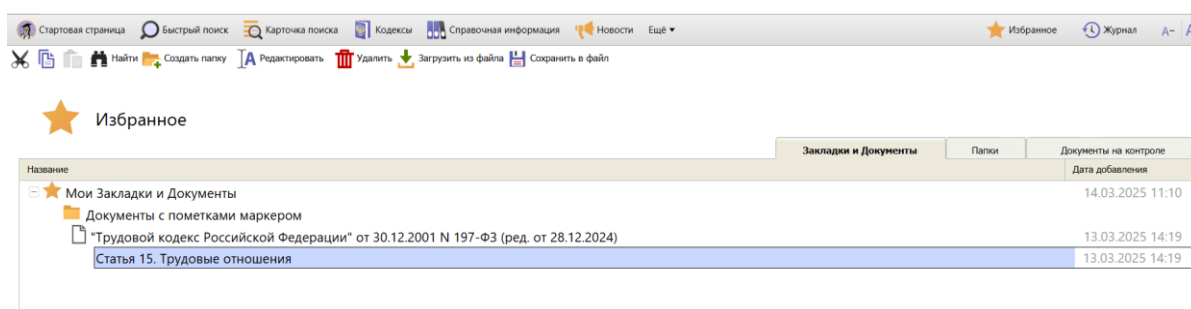 Стартовая страница Быстрый поиск Карточка поиска Кодексы Справочная информация Новости Ещё ▾ Избранное Журнал A−
Найти Создать папку Редактировать Удалить Загрузить из файла Сохранить в файл
Избранное
Закладки и Документы Папки Документы на контроле
Название Дата добавления
Мои Закладки и Документы 14.03.2025 11:10
Документы с пометками маркером
"Трудовой кодекс Российской Федерации" от 30.12.2001 N 197-ФЗ (ред. от 28.12.2024) 13.03.2025 14:19
Статья 15. Трудовые отношения 13.03.2025 14:19